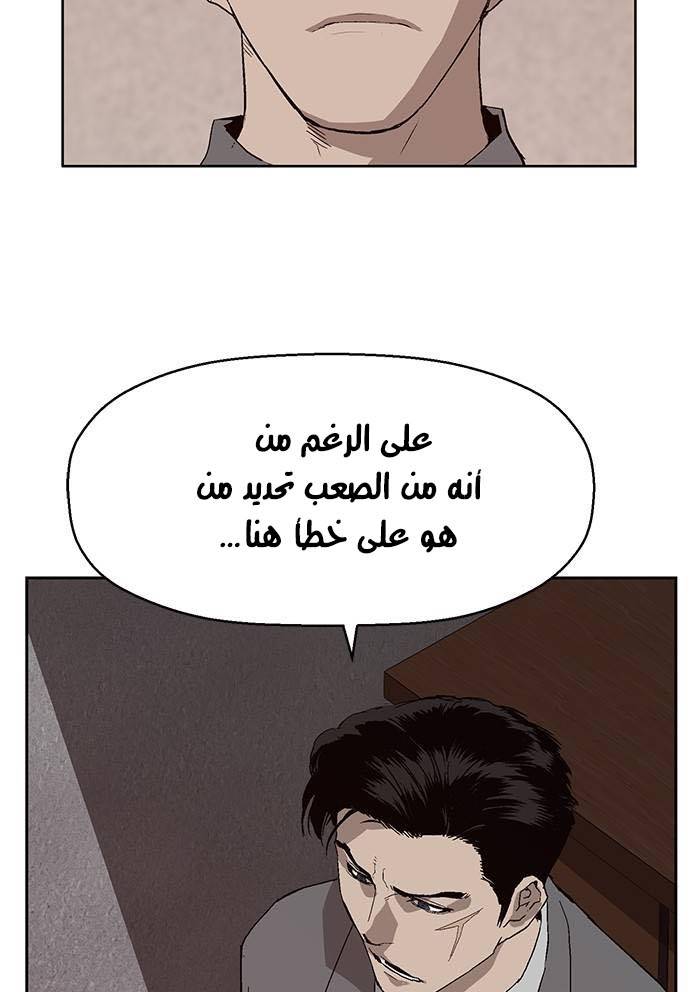 على الرغم من
أنه من الصعب تحديد من
هو على خطأ هنا...